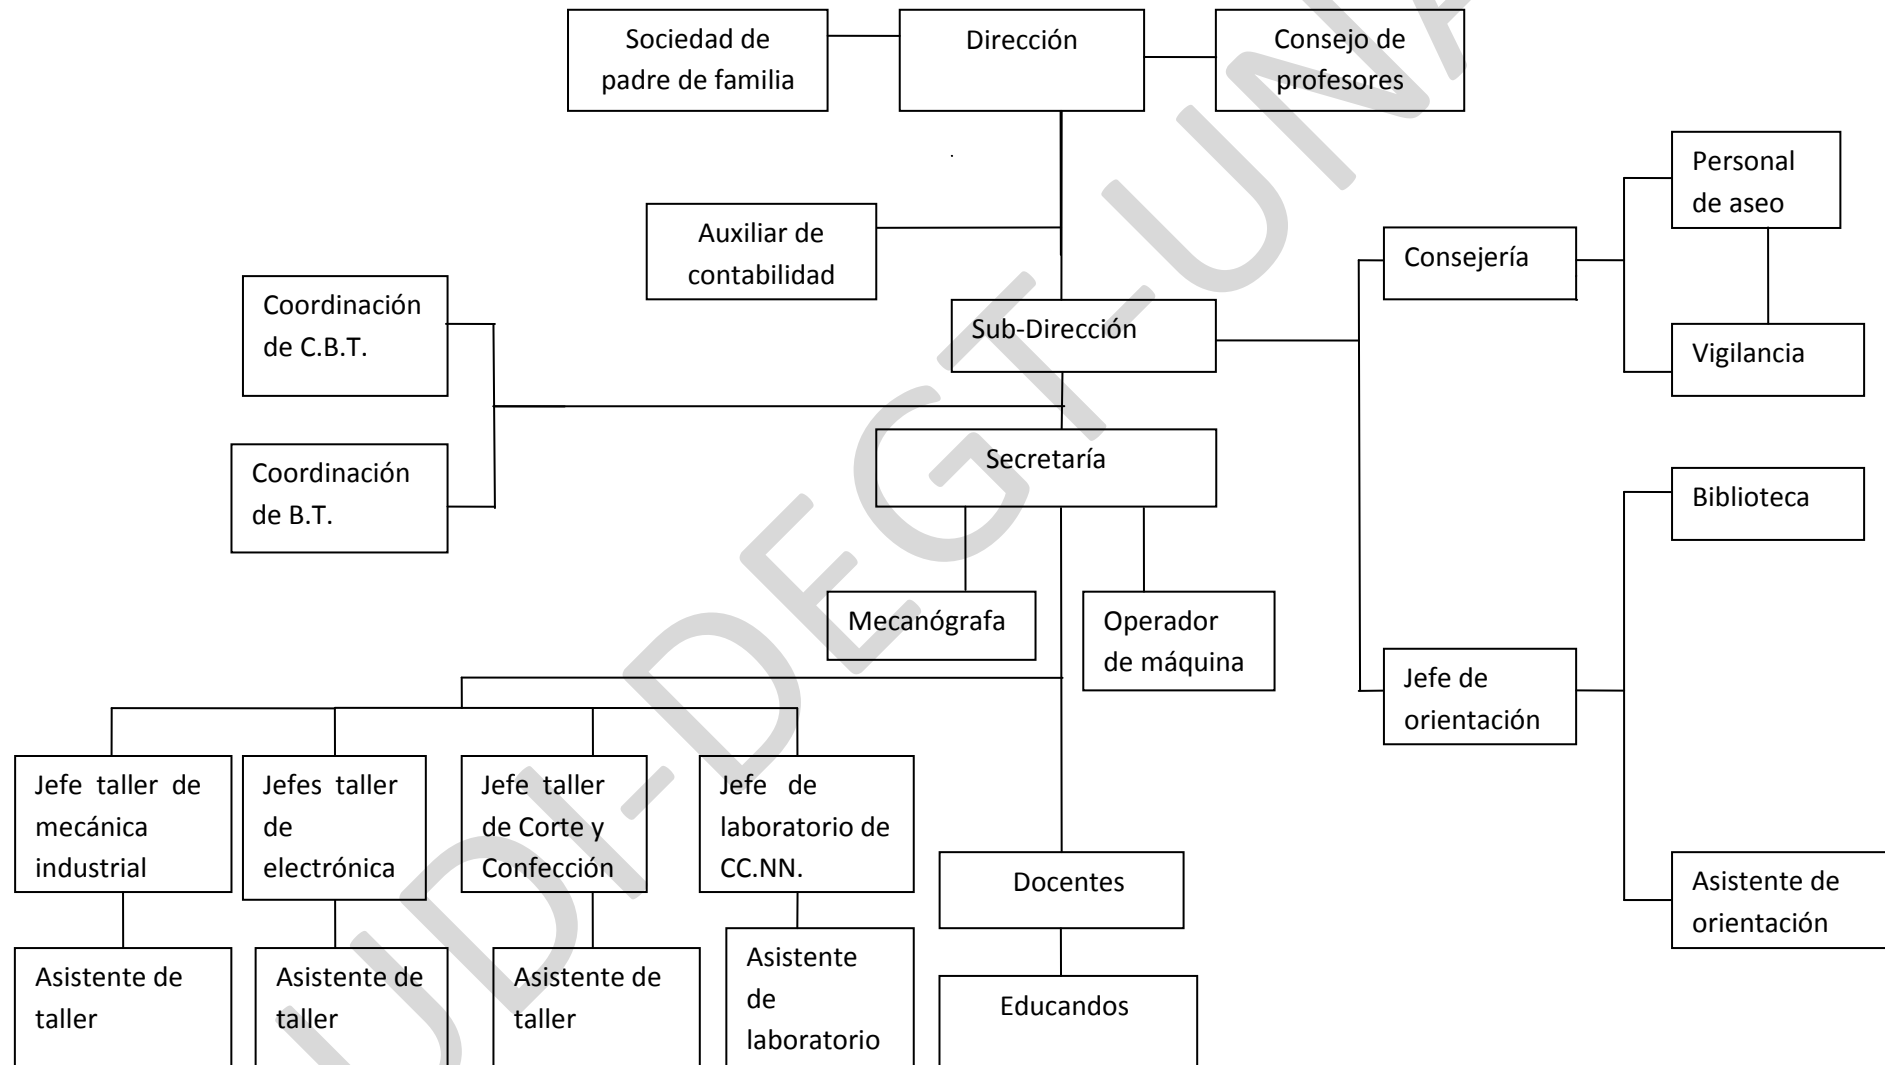 Sociedad de
padre de familia
Dirección
Consejo de
profesores
Personal
de aseo
Auxiliar de
contabilidad
Consejería
Coordinación
de C.B.T.
Sub-Dirección
Vigilancia
Coordinación
de B.T.
Secretaría
Biblioteca
Mecanógrafa
Operador
de máquina
Jefe de
orientación
Jefe taller de
mecánica
industrial
Jefes taller
de
electrónica
Jefe taller
de Corte y
Confección
Jefe de
laboratorio de
CC.NN.
Docentes
Asistente de
orientación
Asistente de
taller
Asistente de
taller
Asistente de
taller
Asistente
de
laboratorio
Educandos
UDI-DEGT-UNA